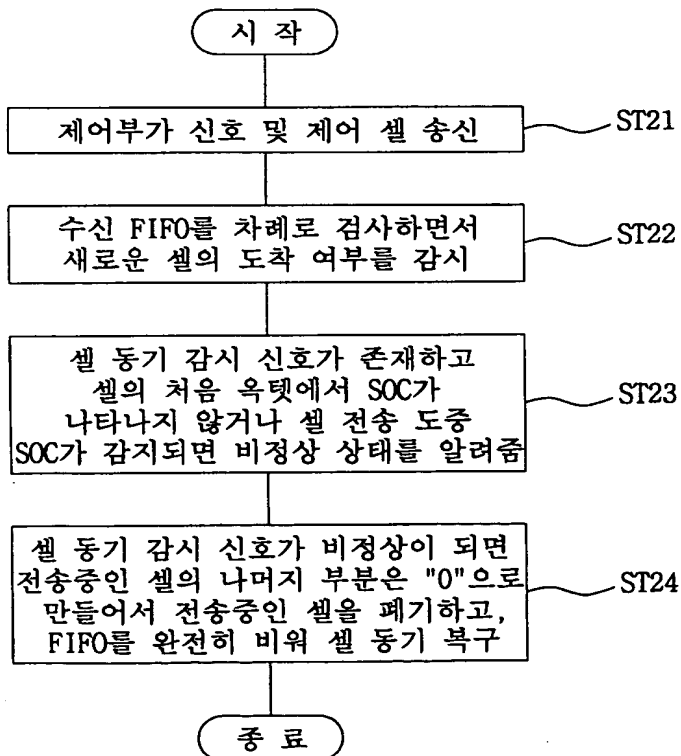 시 작
제어부가 신호 및 제어 셀 송신
ST21
수신 FIFO를 차례로 검사하면서
새로운 셀의 도착 여부를 감시
ST22
셀 동기 감시 신호가 존재하고
셀의 처음 옥텟에서 SOC가
나타나지 않거나 셀 전송 도중
SOC가 감지되면 비정상 상태를 알려줌
ST23
셀 동기 감시 신호가 비정상이 되면
전송중인 셀의 나머지 부분은 "0"으로
만들어서 전송중인 셀을 폐기하고,
FIFO를 완전히 비워 셀 동기 복구
ST24
종 료